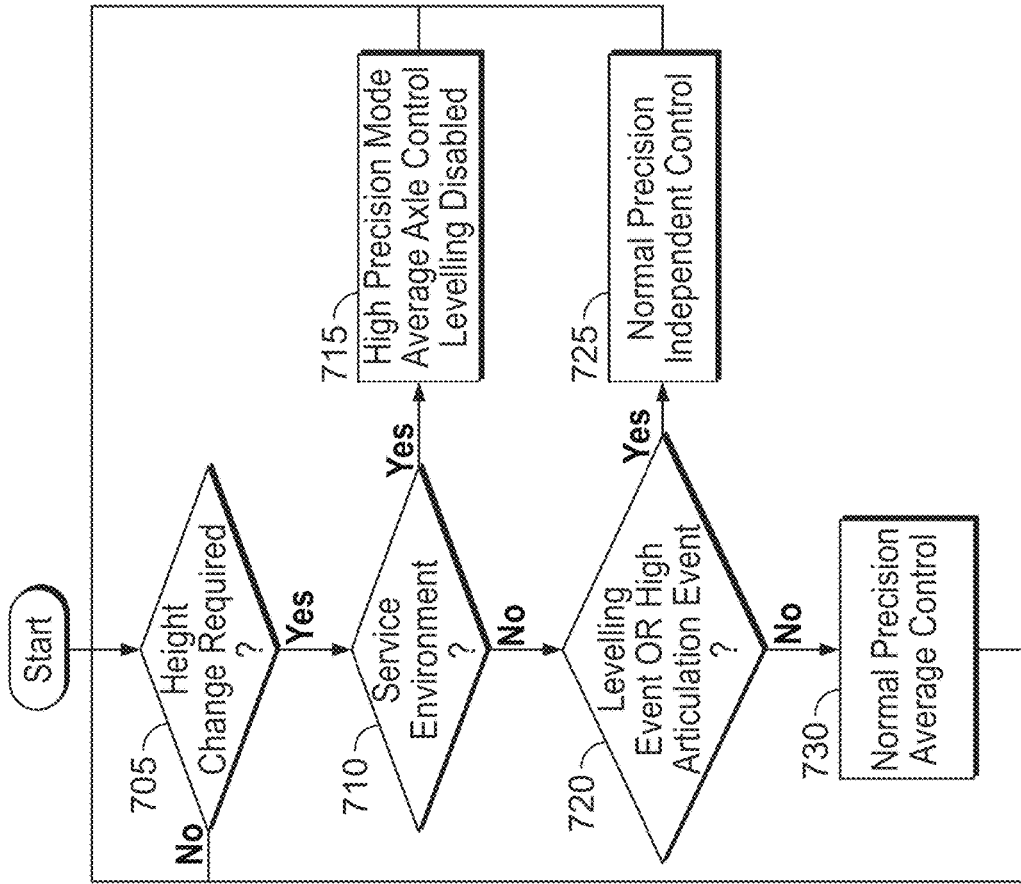 Start
705
Height
Change Required
?
No
Yes
710
Service
Environment
?
Yes
No
715
High Precision Mode
Average Axle Control
Levelling Disabled
720
Levelling
Event OR High
Articulation Event
?
Yes
No
725
Normal Precision
Independent Control
730
Normal Precision
Average Control